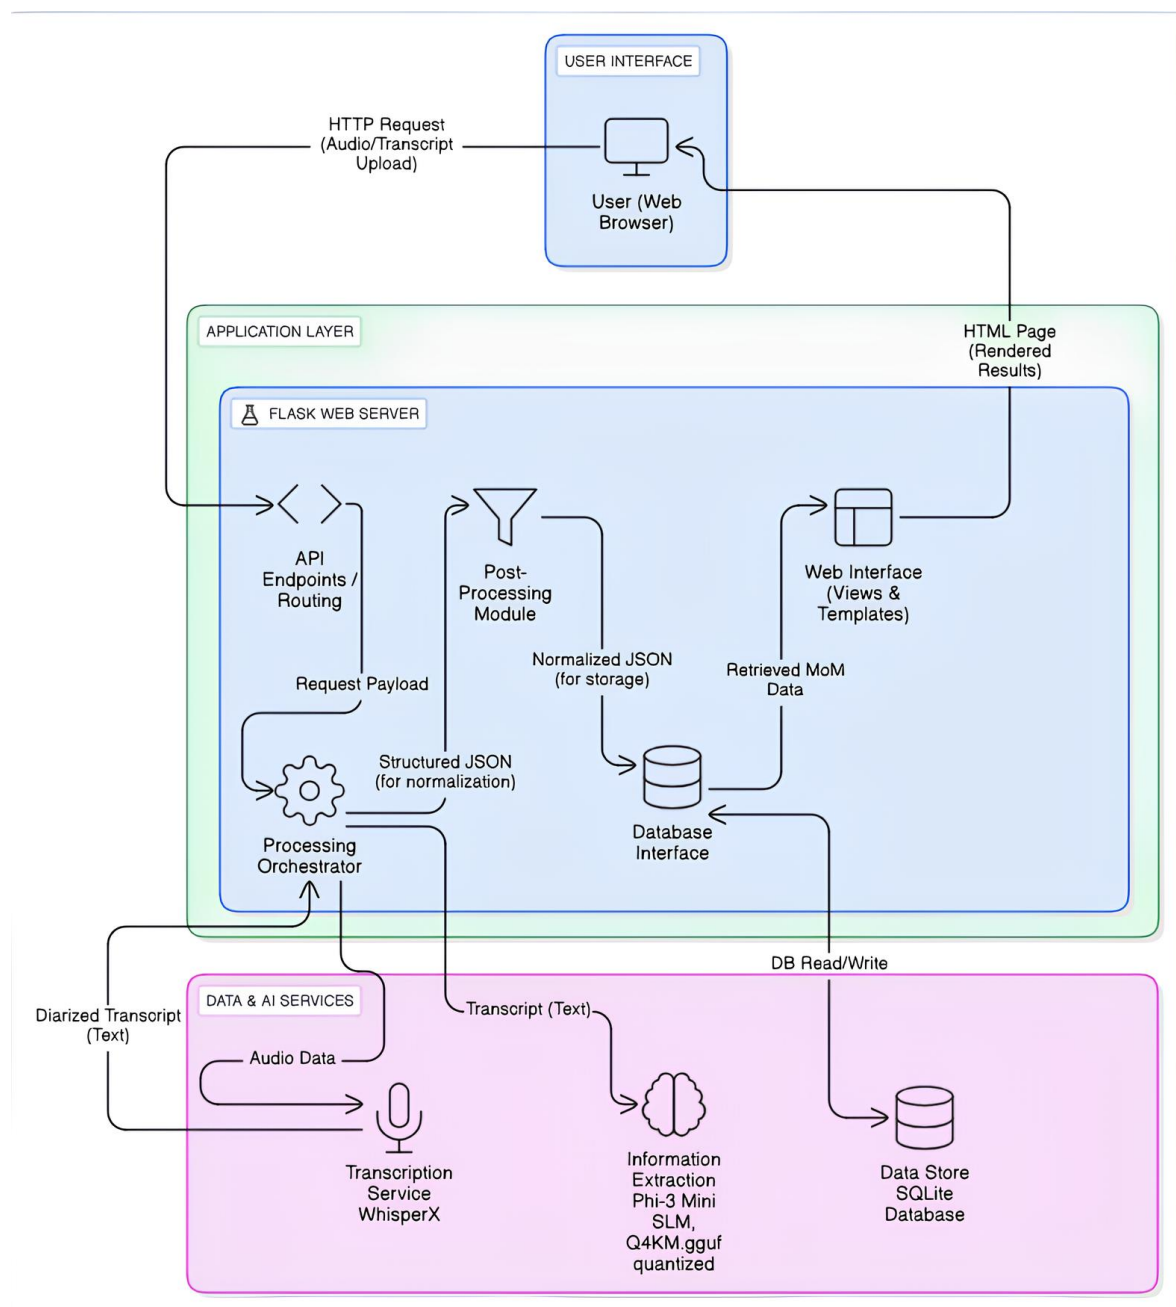 USER INTERFACE
HTTP Request
(Audio/Transcript
Upload)
User (Web
Browser)
APPLICATION LAYER
HTML Page
(Rendered
Results)
FLASK WEB SERVER
API
Endpoints /
Routing
Post-
Processing
Module
Web Interface
(Views &
Templates)
Request Payload
Normalized JSON
(for storage)
Retrieved MoM
Data
Structured JSON
(for normalization)
Processing
Orchestrator
Database
Interface
DB Read/Write
DATA & AI SERVICES
Diarized Transcript
(Text)
Transcript (Text)
Audio Data
Transcription
Service
WhisperX
Information
Extraction
Phi-3 Mini
SLM,
Q4KM.gguf
quantized
Data Store
SQLite
Database